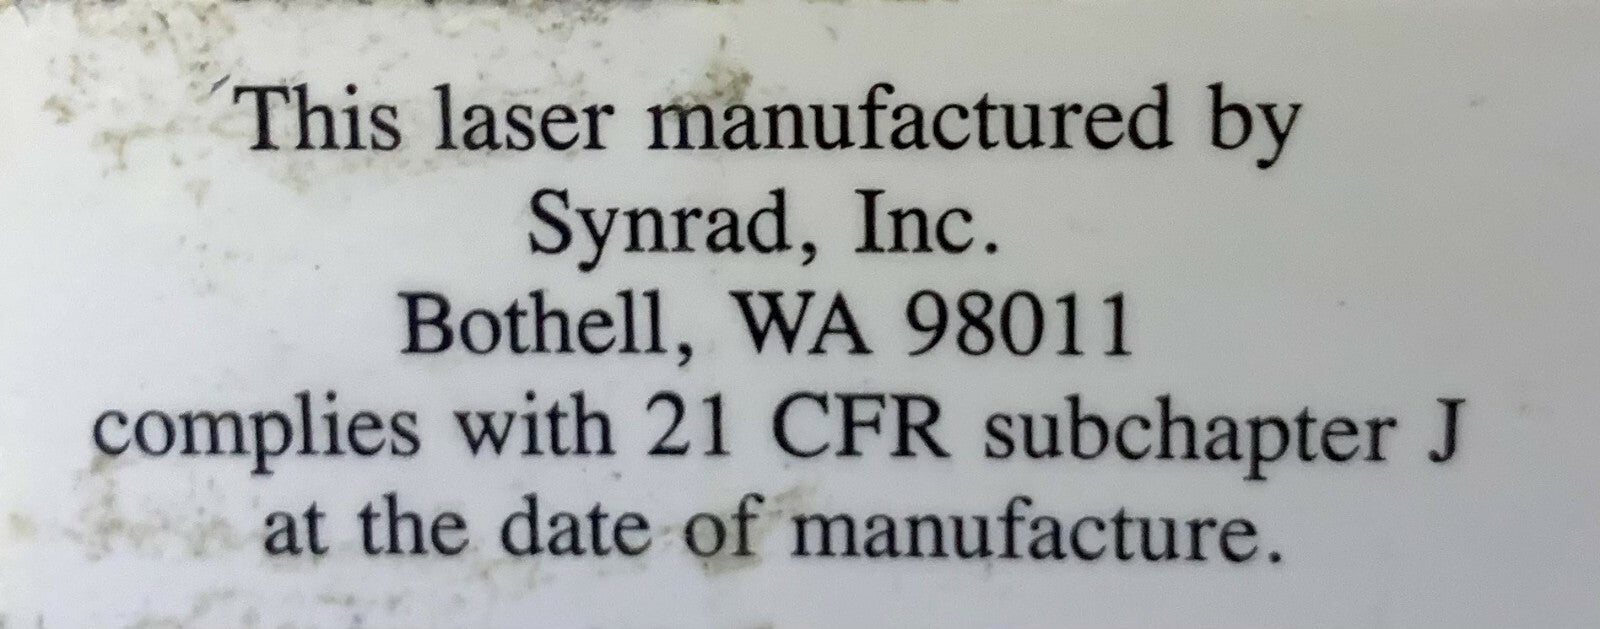 This laser manufactured by
Synrad, Inc.
Bothell, WA 98011
complies with 21 CFR subchapter J
at the date of manufacture.